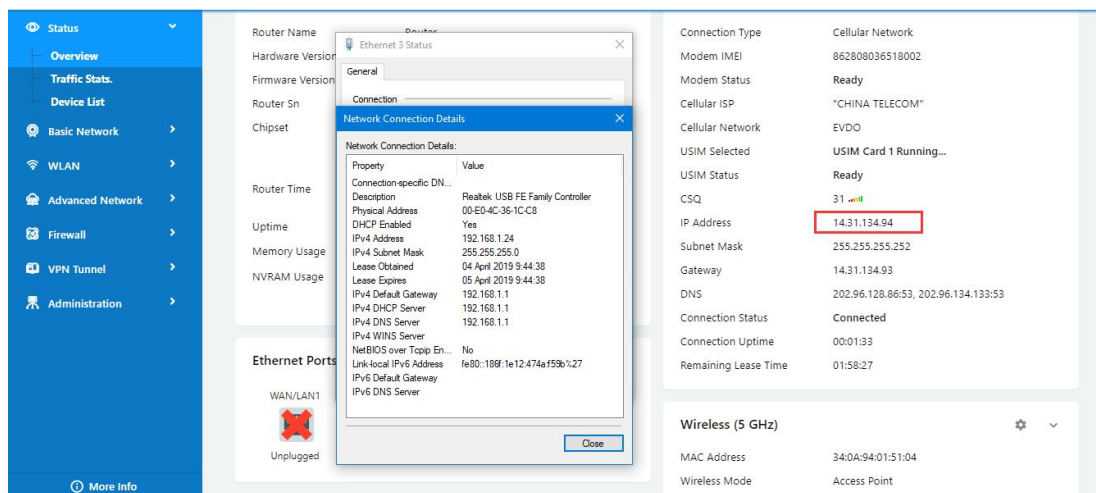 Status
Overview
Traffic Stats.
Device List
Basic Network
WLAN
Advanced Network
Firewall
VPN Tunnel
Administration
More Info
Router Name
Hardware Version
Firmware Version
Router Sn
Chipset
Router Time
Uptime
Memory Usage
NVRAM Usage
Ethernet Ports
WAN/LAN1
Unplugged
Ethernet 3 Status
General
Connection
Network Connection Details
Network Connection Details:
Property Value
Connection-specific DN...
Description Realtek USB FE Family Controller
Physical Address 00-E0-4C-36-1C-C8
DHCP Enabled Yes
IPv4 Address 192.168.1.24
IPv4 Subnet Mask 255.255.255.0
Lease Obtained 04 April 2019 9:44:38
Lease Expires 05 April 2019 9:44:38
IPv4 Default Gateway 192.168.1.1
IPv4 DHCP Server 192.168.1.1
IPv4 DNS Server 192.168.1.1
IPv4 WINS Server
NetBIOS over Tcpip En... No
Link-local IPv6 Address fe80::186f:1e12:474a:f59b%27
IPv6 Default Gateway
IPv6 DNS Server
Close
Connection Type Cellular Network
Modem IMEI 862808036518002
Modem Status Ready
Cellular ISP "CHINA TELECOM"
Cellular Network EVDO
USIM Selected USIM Card 1 Running...
USIM Status Ready
CSQ 31
IP Address 14.31.134.94
Subnet Mask 255.255.255.252
Gateway 14.31.134.93
DNS 202.96.128.86:53, 202.96.134.133:53
Connection Status Connected
Connection Uptime 00:01:33
Remaining Lease Time 01:58:27
Wireless (5 GHz)
MAC Address 34:0A:94:01:51:04
Wireless Mode Access Point